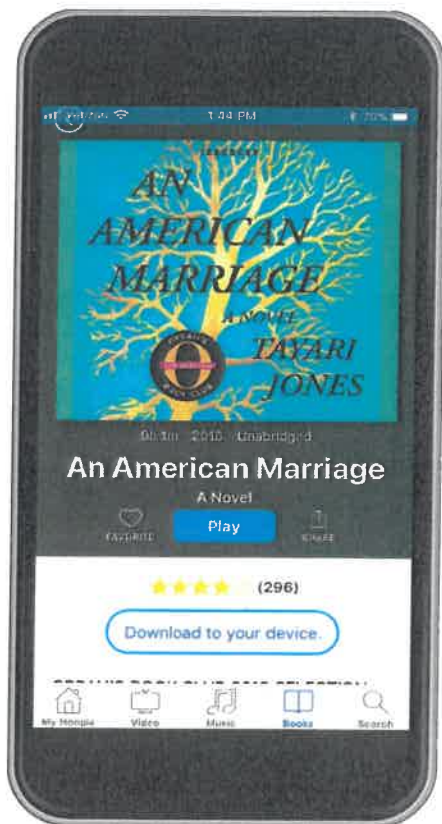 1:44 PM
70%
AN
AMERICAN
MARRIAGE
A NOVEL
TAYARI
JONES
2018 Unabridged
An American Marriage
A Novel
FAVORITE
Play
SHARE
(296)
Download to your device.
My Hoopla
Video
Music
Books
Search